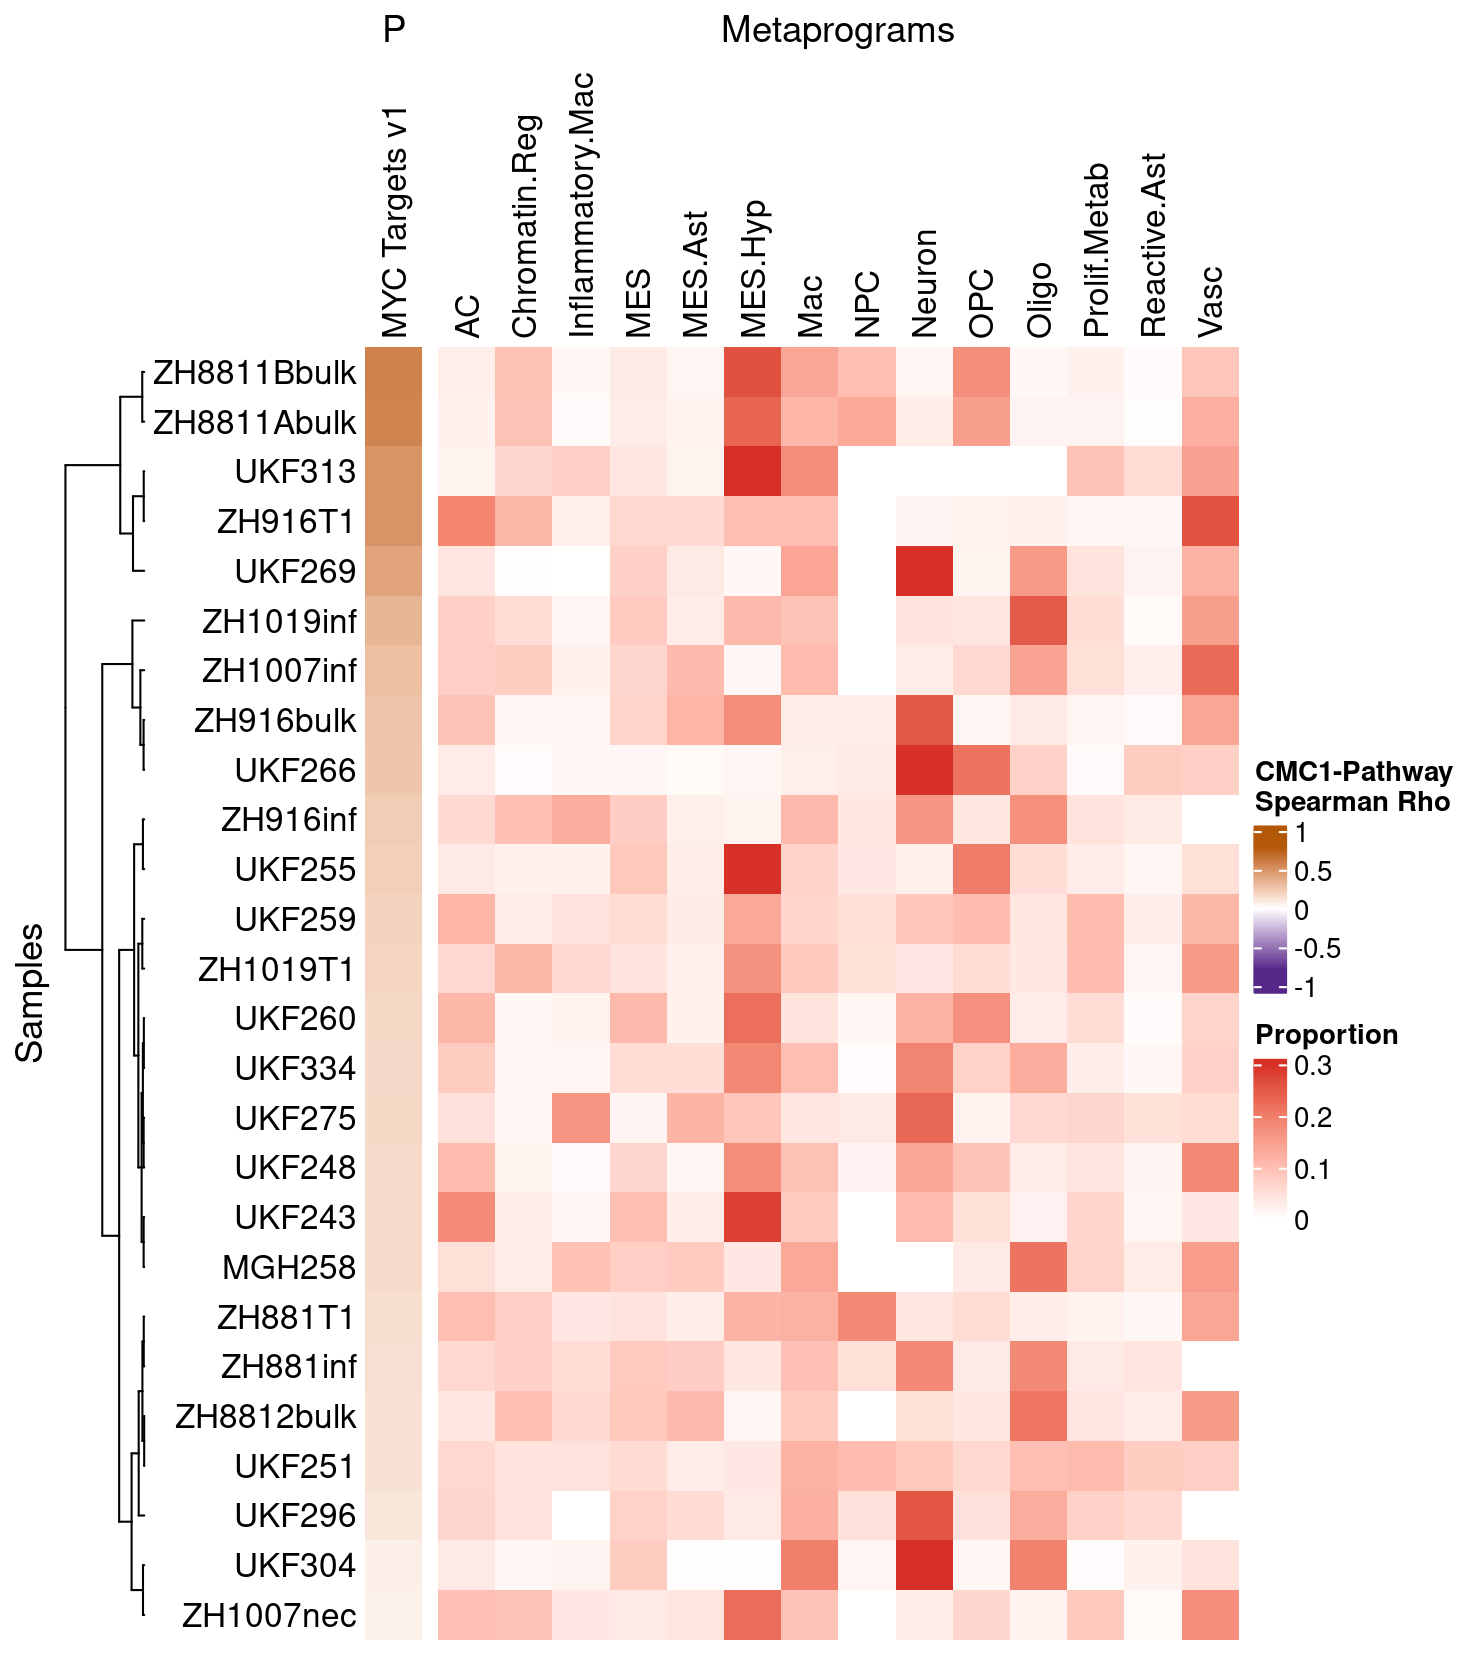 P
Metaprograms
MYC Targets v1
AC
Chromatin.Reg
Inflammatory.Mac
MES
MES.Ast
MES.Hyp
Mac
NPC
Neuron
OPC
Oligo
Prolif.Metab
Reactive.Ast
Vasc
Samples
ZH8811Bbulk
ZH8811Abulk
UKF313
ZH916T1
UKF269
ZH1019inf
ZH1007inf
ZH916bulk
UKF266
ZH916inf
UKF255
UKF259
ZH1019T1
UKF260
UKF334
UKF275
UKF248
UKF243
MGH258
ZH881T1
ZH881inf
ZH8812bulk
UKF251
UKF296
UKF304
ZH1007nec
CMC1-Pathway
Spearman Rho
1
0.5
0
-0.5
-1
Proportion
0.3
0.2
0.1
0